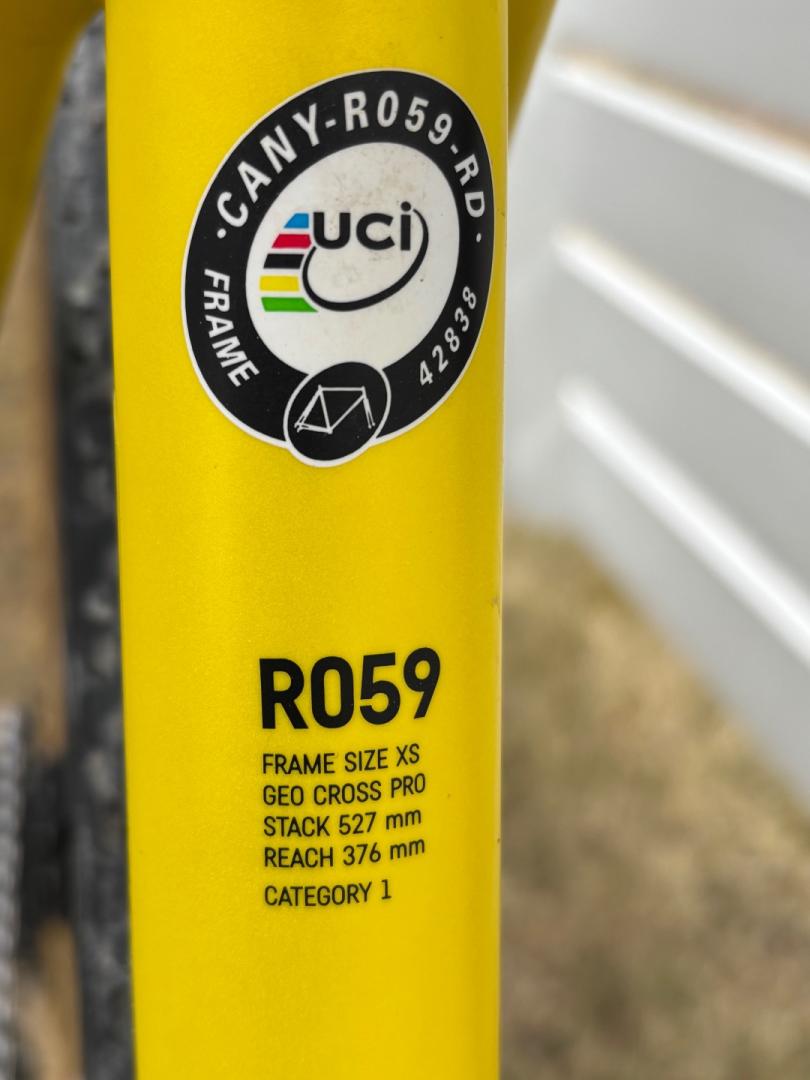 ·CANY-R059-RD·
UCi
FRAME
42838
R059
FRAME SIZE XS
GEO CROSS PRO
STACK 527 mm
REACH 376 mm
CATEGORY 1